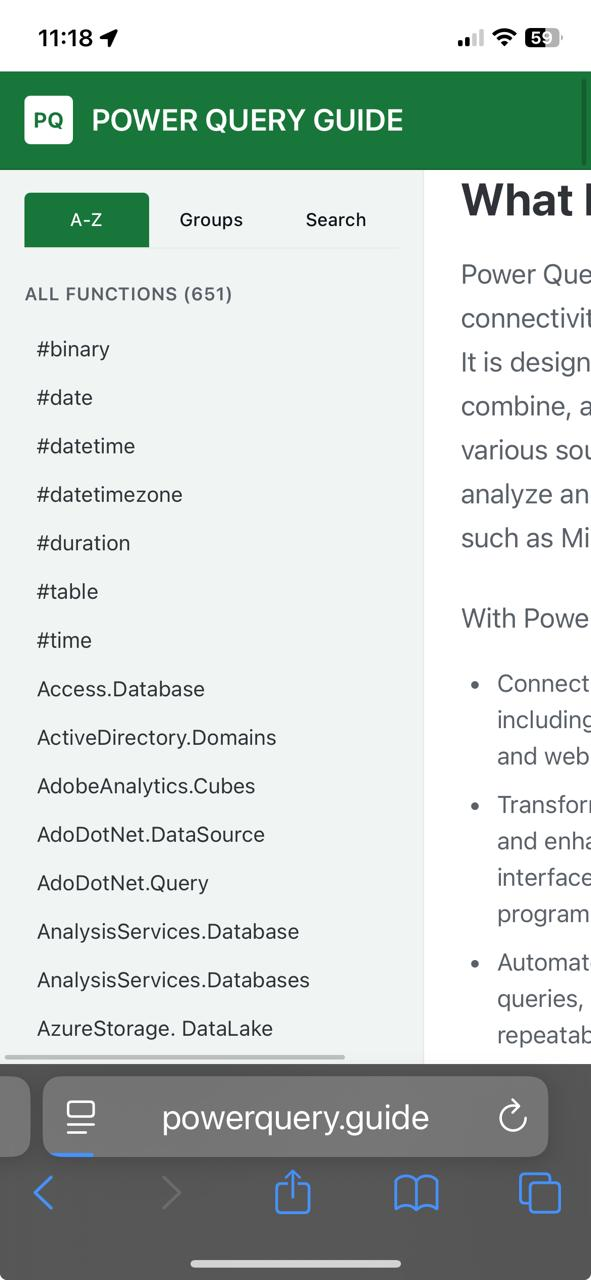 11:18
59
PQ POWER QUERY GUIDE
A-Z Groups Search
ALL FUNCTIONS (651)
#binary
#date
#datetime
#datetimezone
#duration
#table
#time
Access.Database
ActiveDirectory.Domains
AdobeAnalytics.Cubes
AdoDotNet.DataSource
AdoDotNet.Query
AnalysisServices.Database
AnalysisServices.Databases
AzureStorage. DataLake
What
Power Que
connectivit
It is design
combine, a
various sou
analyze an
such as Mi
With Powe
• Connect
including
and web
• Transfor
and enha
interface
program
• Automat
queries,
repeatab
powerquery.guide